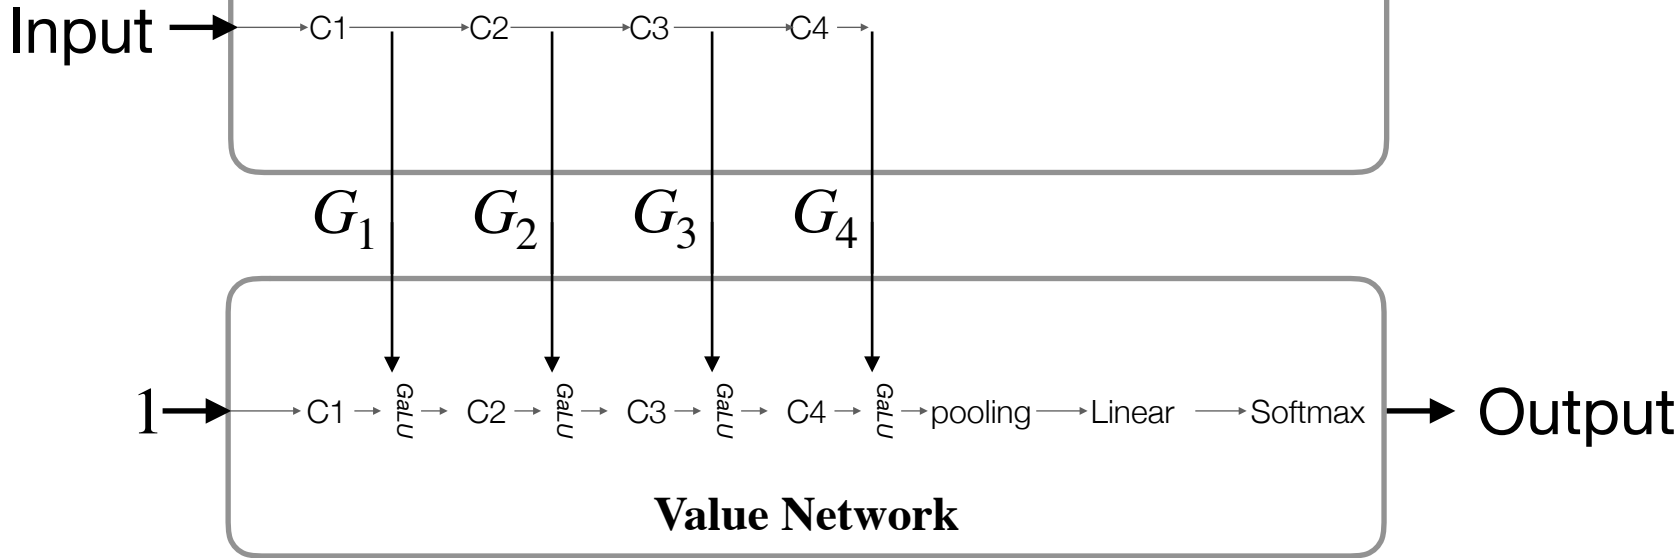 Input C1 C2 C3 C4
G1 G2 G3 G4
1 C1 GaLU C2 GaLU C3 GaLU C4 GaLU pooling Linear Softmax Output
Value Network